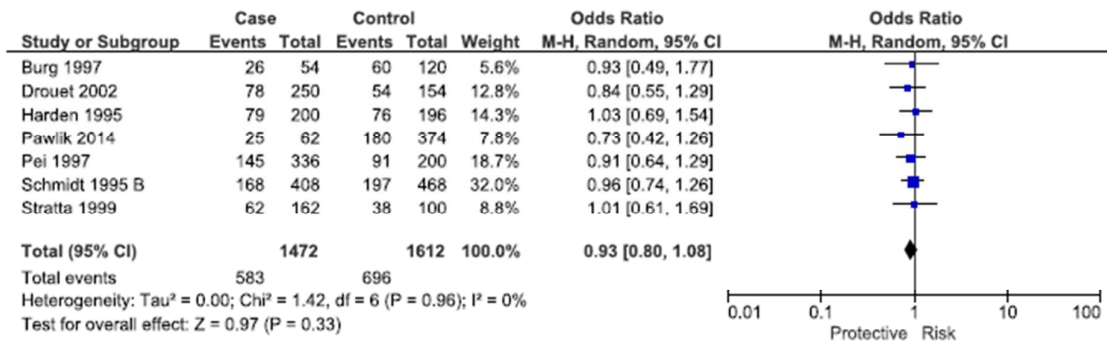 Case Control Odds Ratio Odds Ratio
Study or Subgroup Events Total Events Total Weight M-H, Random, 95% CI M-H, Random, 95% CI
Burg 1997 26 54 60 120 5.6% 0.93 [0.49, 1.77]
Drouet 2002 78 250 54 154 12.8% 0.84 [0.55, 1.29]
Harden 1995 79 200 76 196 14.3% 1.03 [0.69, 1.54]
Pawlik 2014 25 62 180 374 7.8% 0.73 [0.42, 1.26]
Pei 1997 145 336 91 200 18.7% 0.91 [0.64, 1.29]
Schmidt 1995 B 168 408 197 468 32.0% 0.96 [0.74, 1.26]
Stratta 1999 62 162 38 100 8.8% 1.01 [0.61, 1.69]
Total (95% CI) 1472 1612 100.0% 0.93 [0.80, 1.08]
Total events 583 696
Heterogeneity: Tau² = 0.00; Chi² = 1.42, df = 6 (P = 0.96); I² = 0%
Test for overall effect: Z = 0.97 (P = 0.33)
0.01 0.1 1 10 100
Protective Risk